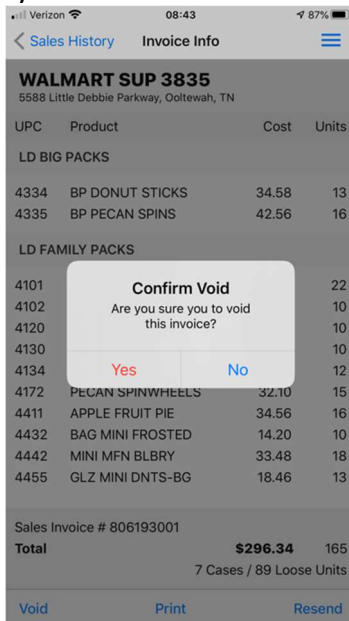 Verizon 08:43 87%
Sales History Invoice Info
WALMART SUP 3835
5588 Little Debbie Parkway, Ooltewah, TN
UPC Product Cost Units
LD BIG PACKS
4334 BP DONUT STICKS 34.58 13
4335 BP PECAN SPINS 42.56 16
LD FAMILY PACKS
4101 22
4102 10
4120 10
4130 10
4134 12
Confirm Void
Are you sure you to void
this invoice?
Yes No
4172 PECAN SPINWHEELS 32.10 15
4411 APPLE FRUIT PIE 34.56 16
4432 BAG MINI FROSTED 14.20 10
4442 MINI MFN BLBRY 33.48 18
4455 GLZ MINI DNTS-BG 18.46 13
Sales Invoice # 806193001
Total $296.34 165
7 Cases / 89 Loose Units
Void Print Resend